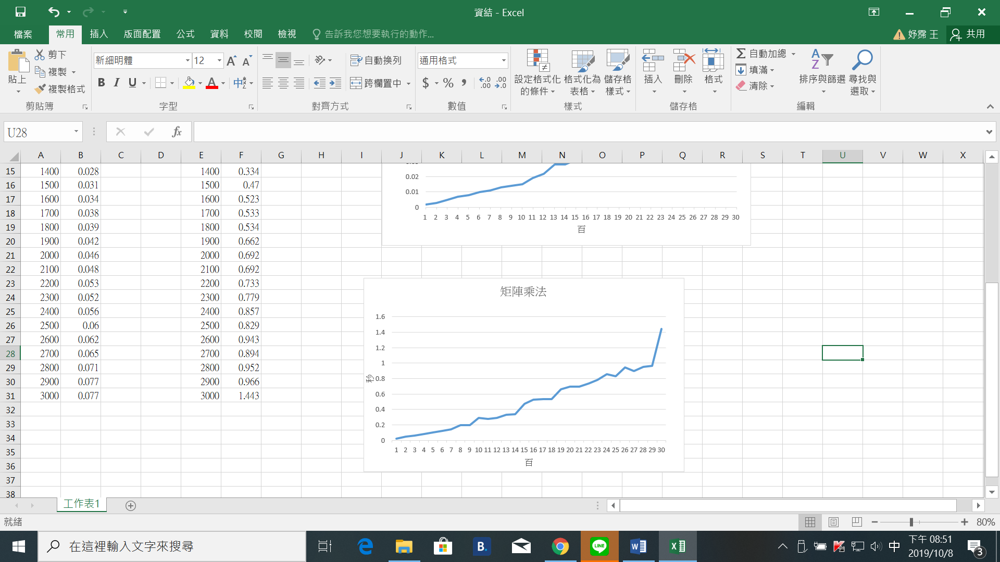 資結 - Excel
檔案 常用 插入 版面配置 公式 資料 校閱 檢視 告訴我您想要執行的動作... 妤霈 王 共用
貼上
剪下
複製
複製格式
剪貼簿
新細明體 12
B I U
字型
自動換列
跨欄置中
對齊方式
通用格式
$ % ,
數值
設定格式化的條件
格式化為表格
儲存格樣式
樣式
插入 刪除 格式
儲存格
自動加總
填滿
清除
排序與篩選
尋找與選取
編輯
U28 fx
A B C D E F G H I J K L M N O P Q R S T U V W X
15 1400 0.028 1400 0.334
16 1500 0.031 1500 0.47
17 1600 0.034 1600 0.523
18 1700 0.038 1700 0.533
19 1800 0.039 1800 0.534
20 1900 0.042 1900 0.662
21 2000 0.046 2000 0.692
22 2100 0.048 2100 0.692
23 2200 0.053 2200 0.733
24 2300 0.052 2300 0.779
25 2400 0.056 2400 0.857
26 2500 0.06 2500 0.829
27 2600 0.062 2600 0.943
28 2700 0.065 2700 0.894
29 2800 0.071 2800 0.952
30 2900 0.077 2900 0.966
31 3000 0.077 3000 1.443
32
33
34
35
36
37
38
0.02
0.01
0
1 2 3 4 5 6 7 8 9 10 11 12 13 14 15 16 17 18 19 20 21 22 23 24 25 26 27 28 29 30
百
矩陣乘法
1.6
1.4
1.2
1
0.8
0.6
0.4
0.2
0
秒
1 2 3 4 5 6 7 8 9 10 11 12 13 14 15 16 17 18 19 20 21 22 23 24 25 26 27 28 29 30
百
工作表1
就緒 80%
在這裡輸入文字來搜尋
B.
LINE
中
下午 08:51
2019/10/8
3